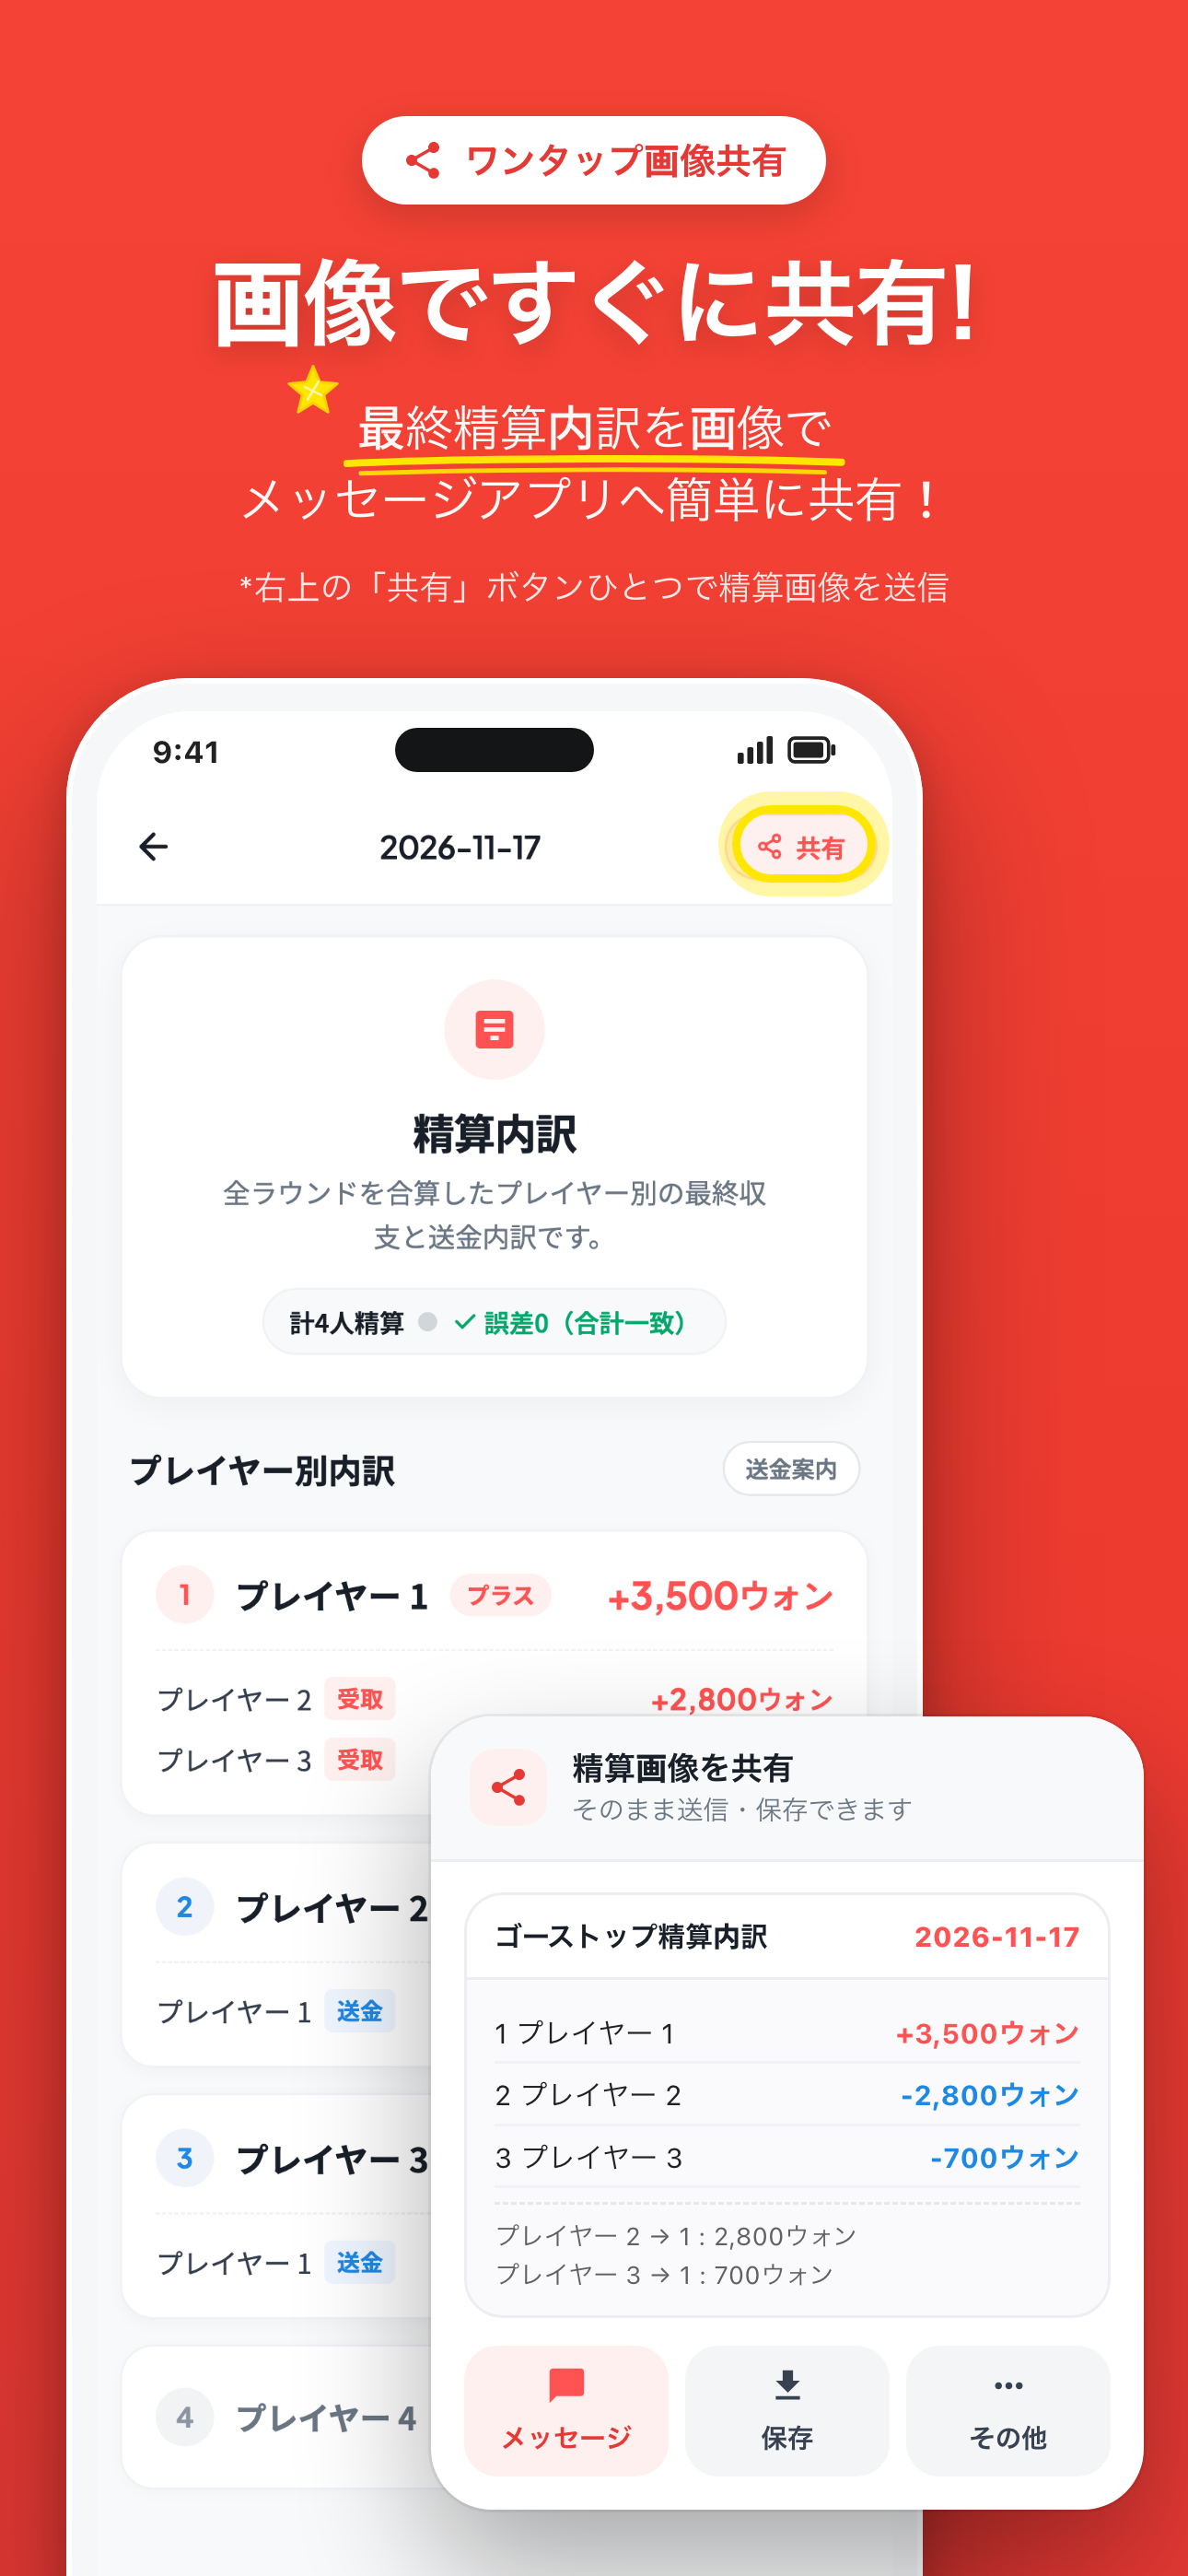 ワンタップ画像共有
画像ですぐに共有!
最終精算内訳を画像で
メッセージアプリへ簡単に共有！
*右上の「共有」ボタンひとつで精算画像を送信
9:41
2026-11-17
共有
精算内訳
全ラウンドを合算したプレイヤー別の最終収
支と送金内訳です。
計4人精算 誤差0（合計一致）
プレイヤー別内訳
送金案内
1 プレイヤー 1 プラス +3,500ウォン
プレイヤー 2 受取 +2,800ウォン
プレイヤー 3 受取
2 プレイヤー 2
プレイヤー 1 送金
3 プレイヤー 3
プレイヤー 1 送金
4 プレイヤー 4
精算画像を共有
そのまま送信・保存できます
ゴーストップ精算内訳 2026-11-17
1 プレイヤー 1 +3,500ウォン
2 プレイヤー 2 -2,800ウォン
3 プレイヤー 3 -700ウォン
プレイヤー 2 → 1 : 2,800ウォン
プレイヤー 3 → 1 : 700ウォン
メッセージ
保存
その他